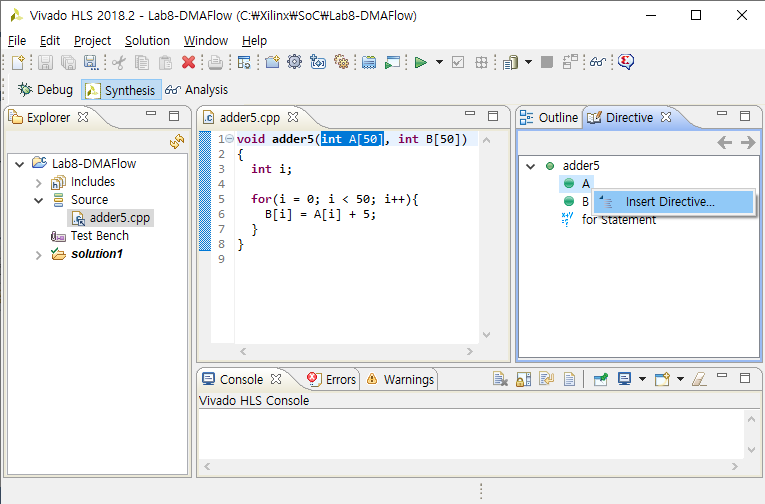 Vivado HLS 2018.2 - Lab8-DMAFlow (C:₩Xilinx₩SoC₩Lab8-DMAFlow)
File Edit Project Solution Window Help
Debug Synthesis Analysis
Explorer
Lab8-DMAFlow
Includes
Source
adder5.cpp
Test Bench
solution1
adder5.cpp
1 void adder5(int A[50], int B[50])
2 {
3 int i;
4
5 for(i = 0; i < 50; i++){
6 B[i] = A[i] + 5;
7 }
8 }
9
Outline Directive
adder5
A
Insert Directive...
B
for Statement
Console Errors Warnings
Vivado HLS Console